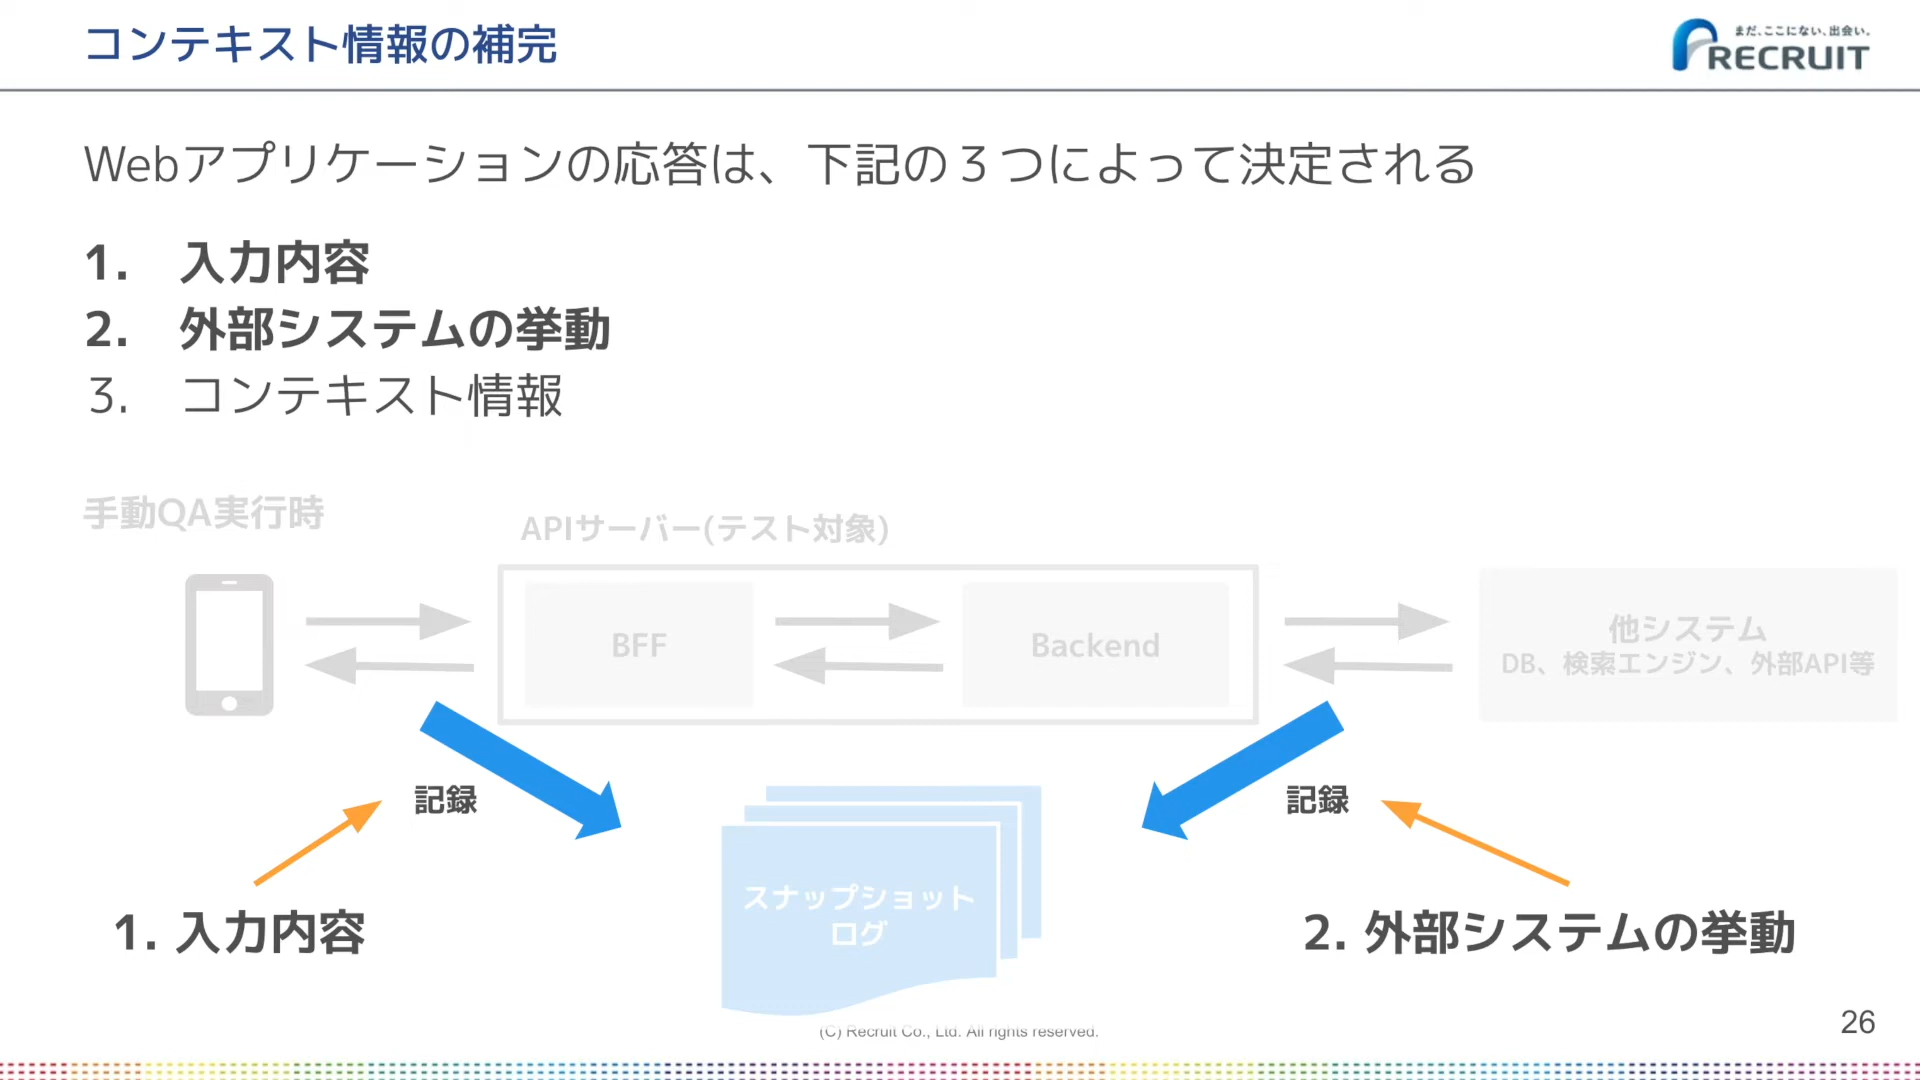 コンテキスト情報の補完
まだ、ここにない、出会い。
RECRUIT
Webアプリケーションの応答は、下記の３つによって決定される
1. 入力内容
2. 外部システムの挙動
3. コンテキスト情報
手動QA実行時
APIサーバー(テスト対象)
BFF
Backend
他システム
DB、検索エンジン、外部API等
記録
記録
スナップショット
ログ
1. 入力内容
2. 外部システムの挙動
(C) Recruit Co., Ltd. All rights reserved.
26